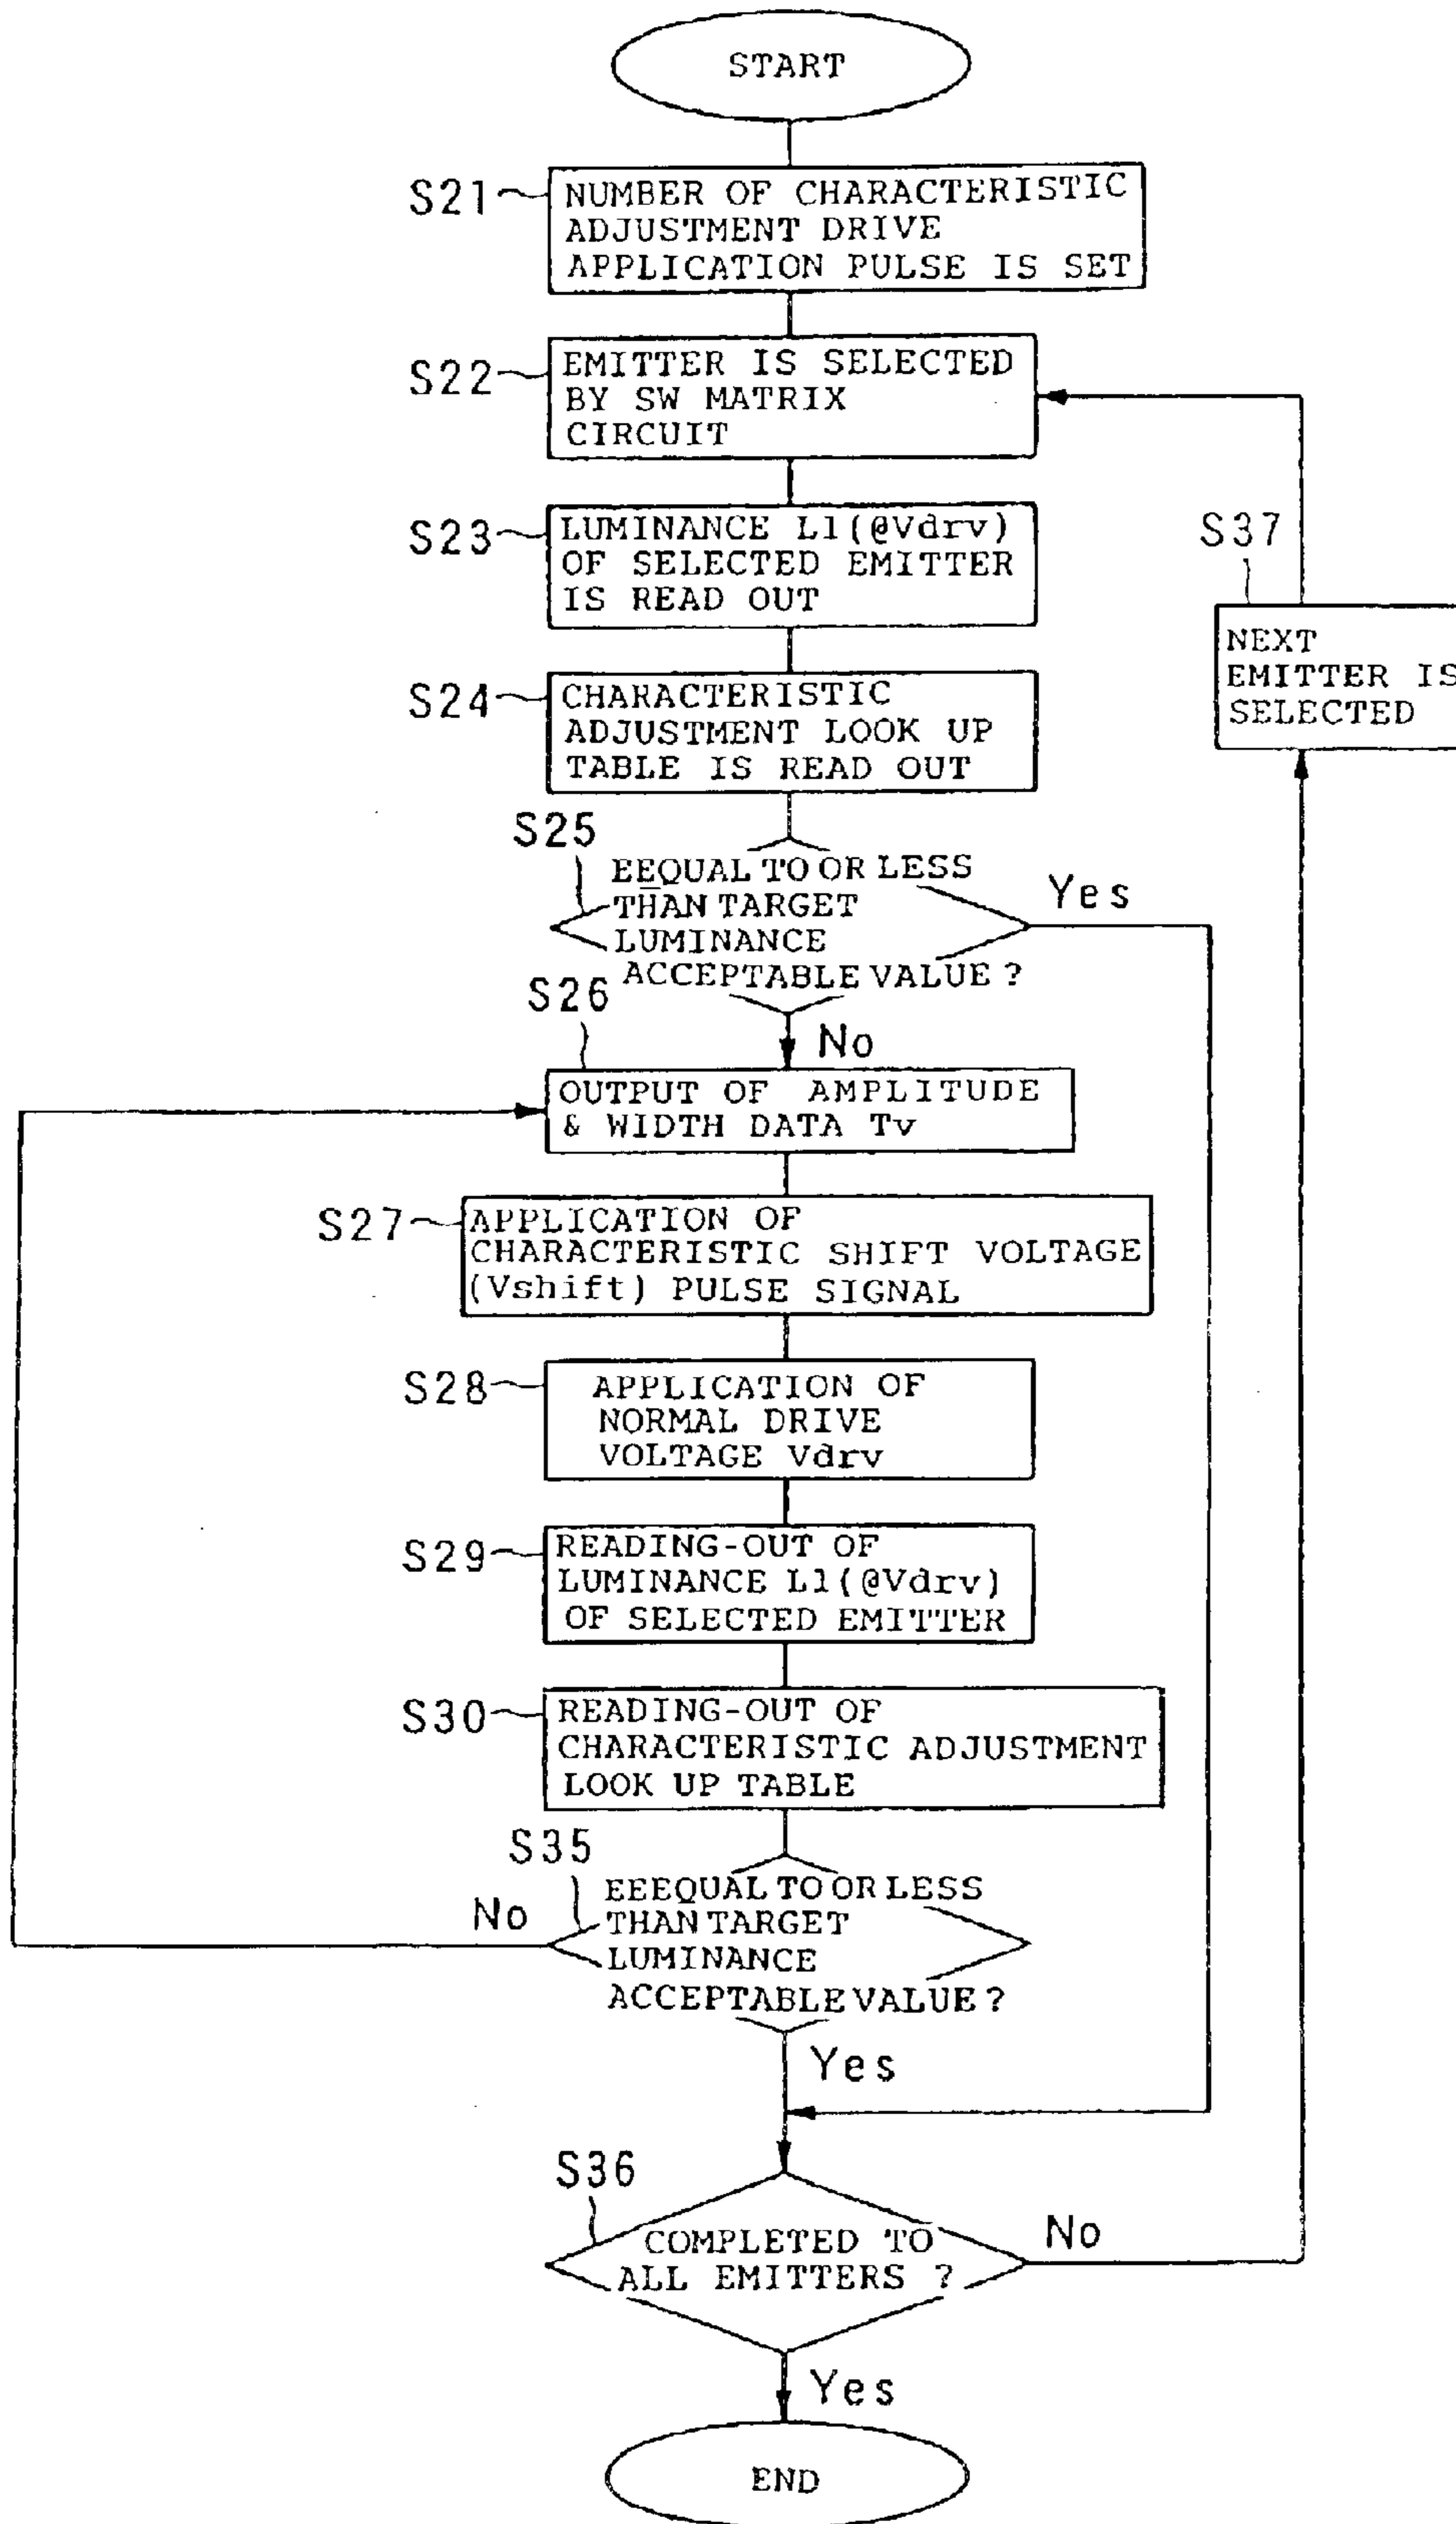 START
S21
NUMBER OF CHARACTERISTIC
ADJUSTMENT DRIVE
APPLICATION PULSE IS SET
S22
EMITTER IS SELECTED
BY SW MATRIX
CIRCUIT
S23
LUMINANCE L1(@Vdrv)
OF SELECTED EMITTER
IS READ OUT
S37
NEXT
EMITTER IS
SELECTED
S24
CHARACTERISTIC
ADJUSTMENT LOOK UP
TABLE IS READ OUT
S25
EEQUAL TO OR LESS
THAN TARGET
LUMINANCE
ACCEPTABLE VALUE ?
Yes
No
S26
OUTPUT OF AMPLITUDE
& WIDTH DATA Tv
S27
APPLICATION OF
CHARACTERISTIC SHIFT VOLTAGE
(Vshift) PULSE SIGNAL
S28
APPLICATION OF
NORMAL DRIVE
VOLTAGE Vdrv
S29
READING-OUT OF
LUMINANCE L1(@Vdrv)
OF SELECTED EMITTER
S30
READING-OUT OF
CHARACTERISTIC ADJUSTMENT
LOOK UP TABLE
S35
EEEQUAL TO OR LESS
THAN TARGET
LUMINANCE
ACCEPTABLE VALUE ?
No
Yes
S36
COMPLETED TO
ALL EMITTERS ?
No
Yes
END